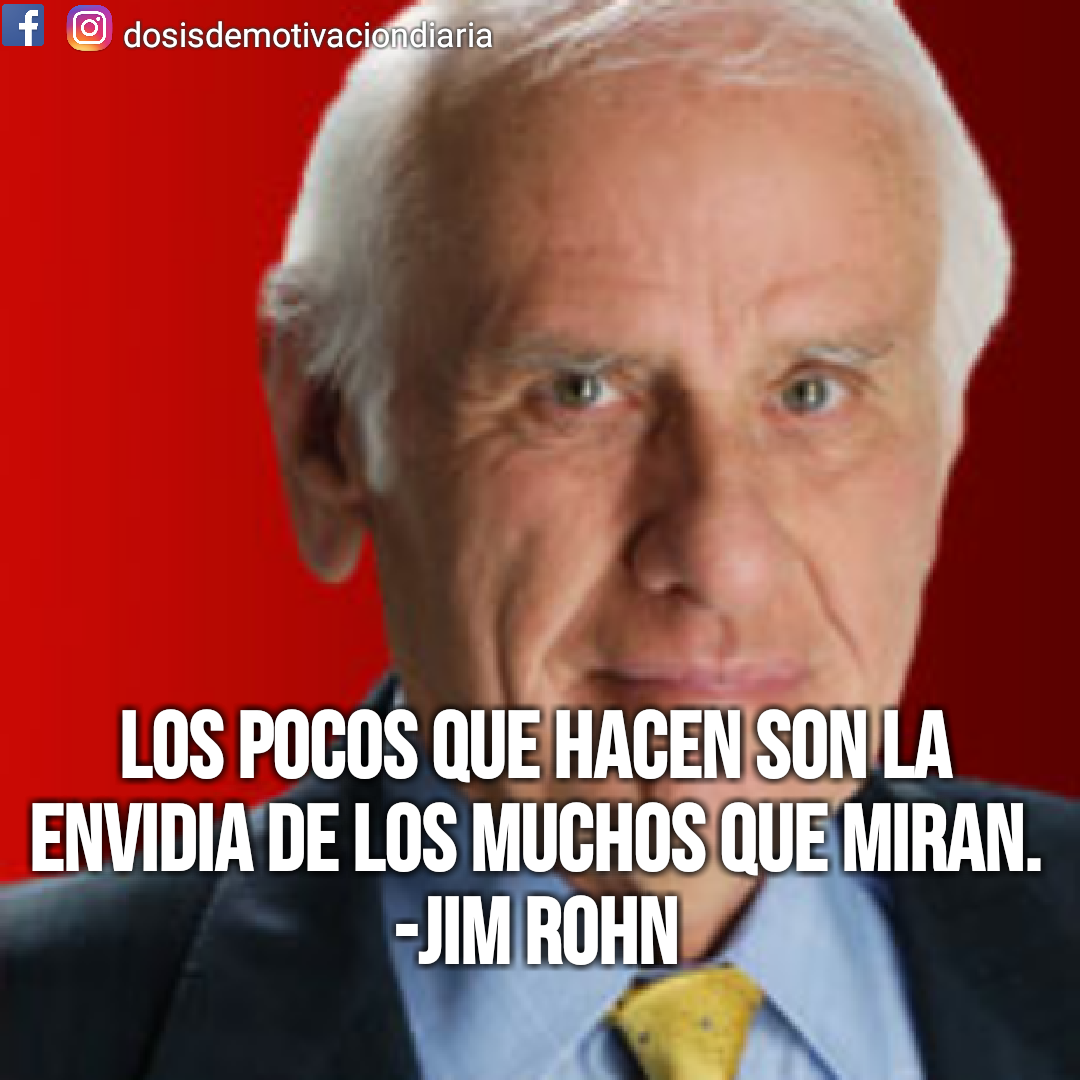 dosisdemotivaciondiaria
LOS POCOS QUE HACEN SON LA
ENVIDIA DE LOS MUCHOS QUE MIRAN.
-JIM ROHN